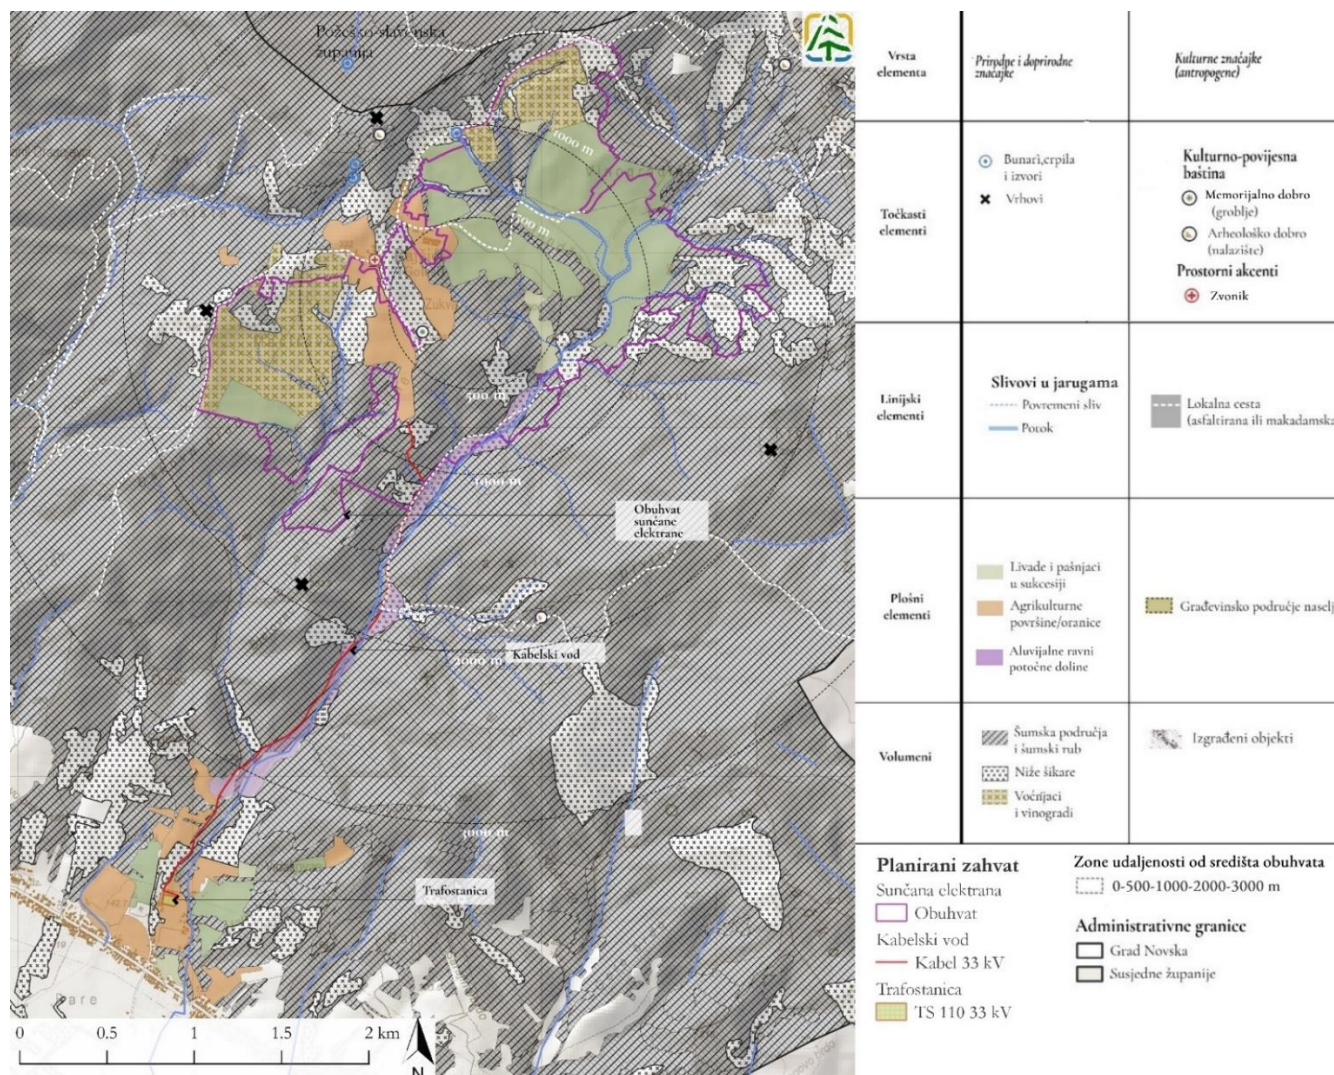 Požeško-slavonska
županija
1000 m
500 m
500 m
1000 m
Obuhvat
sunčane
elektrane
Kabelski vod
2000 m
3000 m
Trafostanica
Bare
0 0.5 1 1.5 2 km
N
Vrsta
elementa
Prirodne i doprirodne
značajke
Kulturne značajke
(antropogene)
Točkasti
elementi
Bunari,crpila
i izvori
Vrhovi
Kulturno-povijesna
baština
Memorijalno dobro
(groblje)
Arheološko dobro
(nalazište)
Prostorni akcenti
Zvonik
Linijski
elementi
Slivovi u jarugama
Povremeni sliv
Potok
Lokalna cesta
(asfaltirana ili makadamska
Plošni
elementi
Livade i pašnjaci
u sukcesiji
Agrikulturne
površine/oranice
Aluvijalne ravni
potočne doline
Građevinsko područje naselj
Volumeni
Šumska područja
i šumski rub
Niže šikare
Voćnjaci
i vinogradi
Izgrađeni objekti
Planirani zahvat
Sunčana elektrana
Obuhvat
Kabelski vod
Kabel 33 kV
Trafostanica
TS 110 33 kV
Zone udaljenosti od središta obuhvata
0-500-1000-2000-3000 m
Administrativne granice
Grad Novska
Susjedne županije